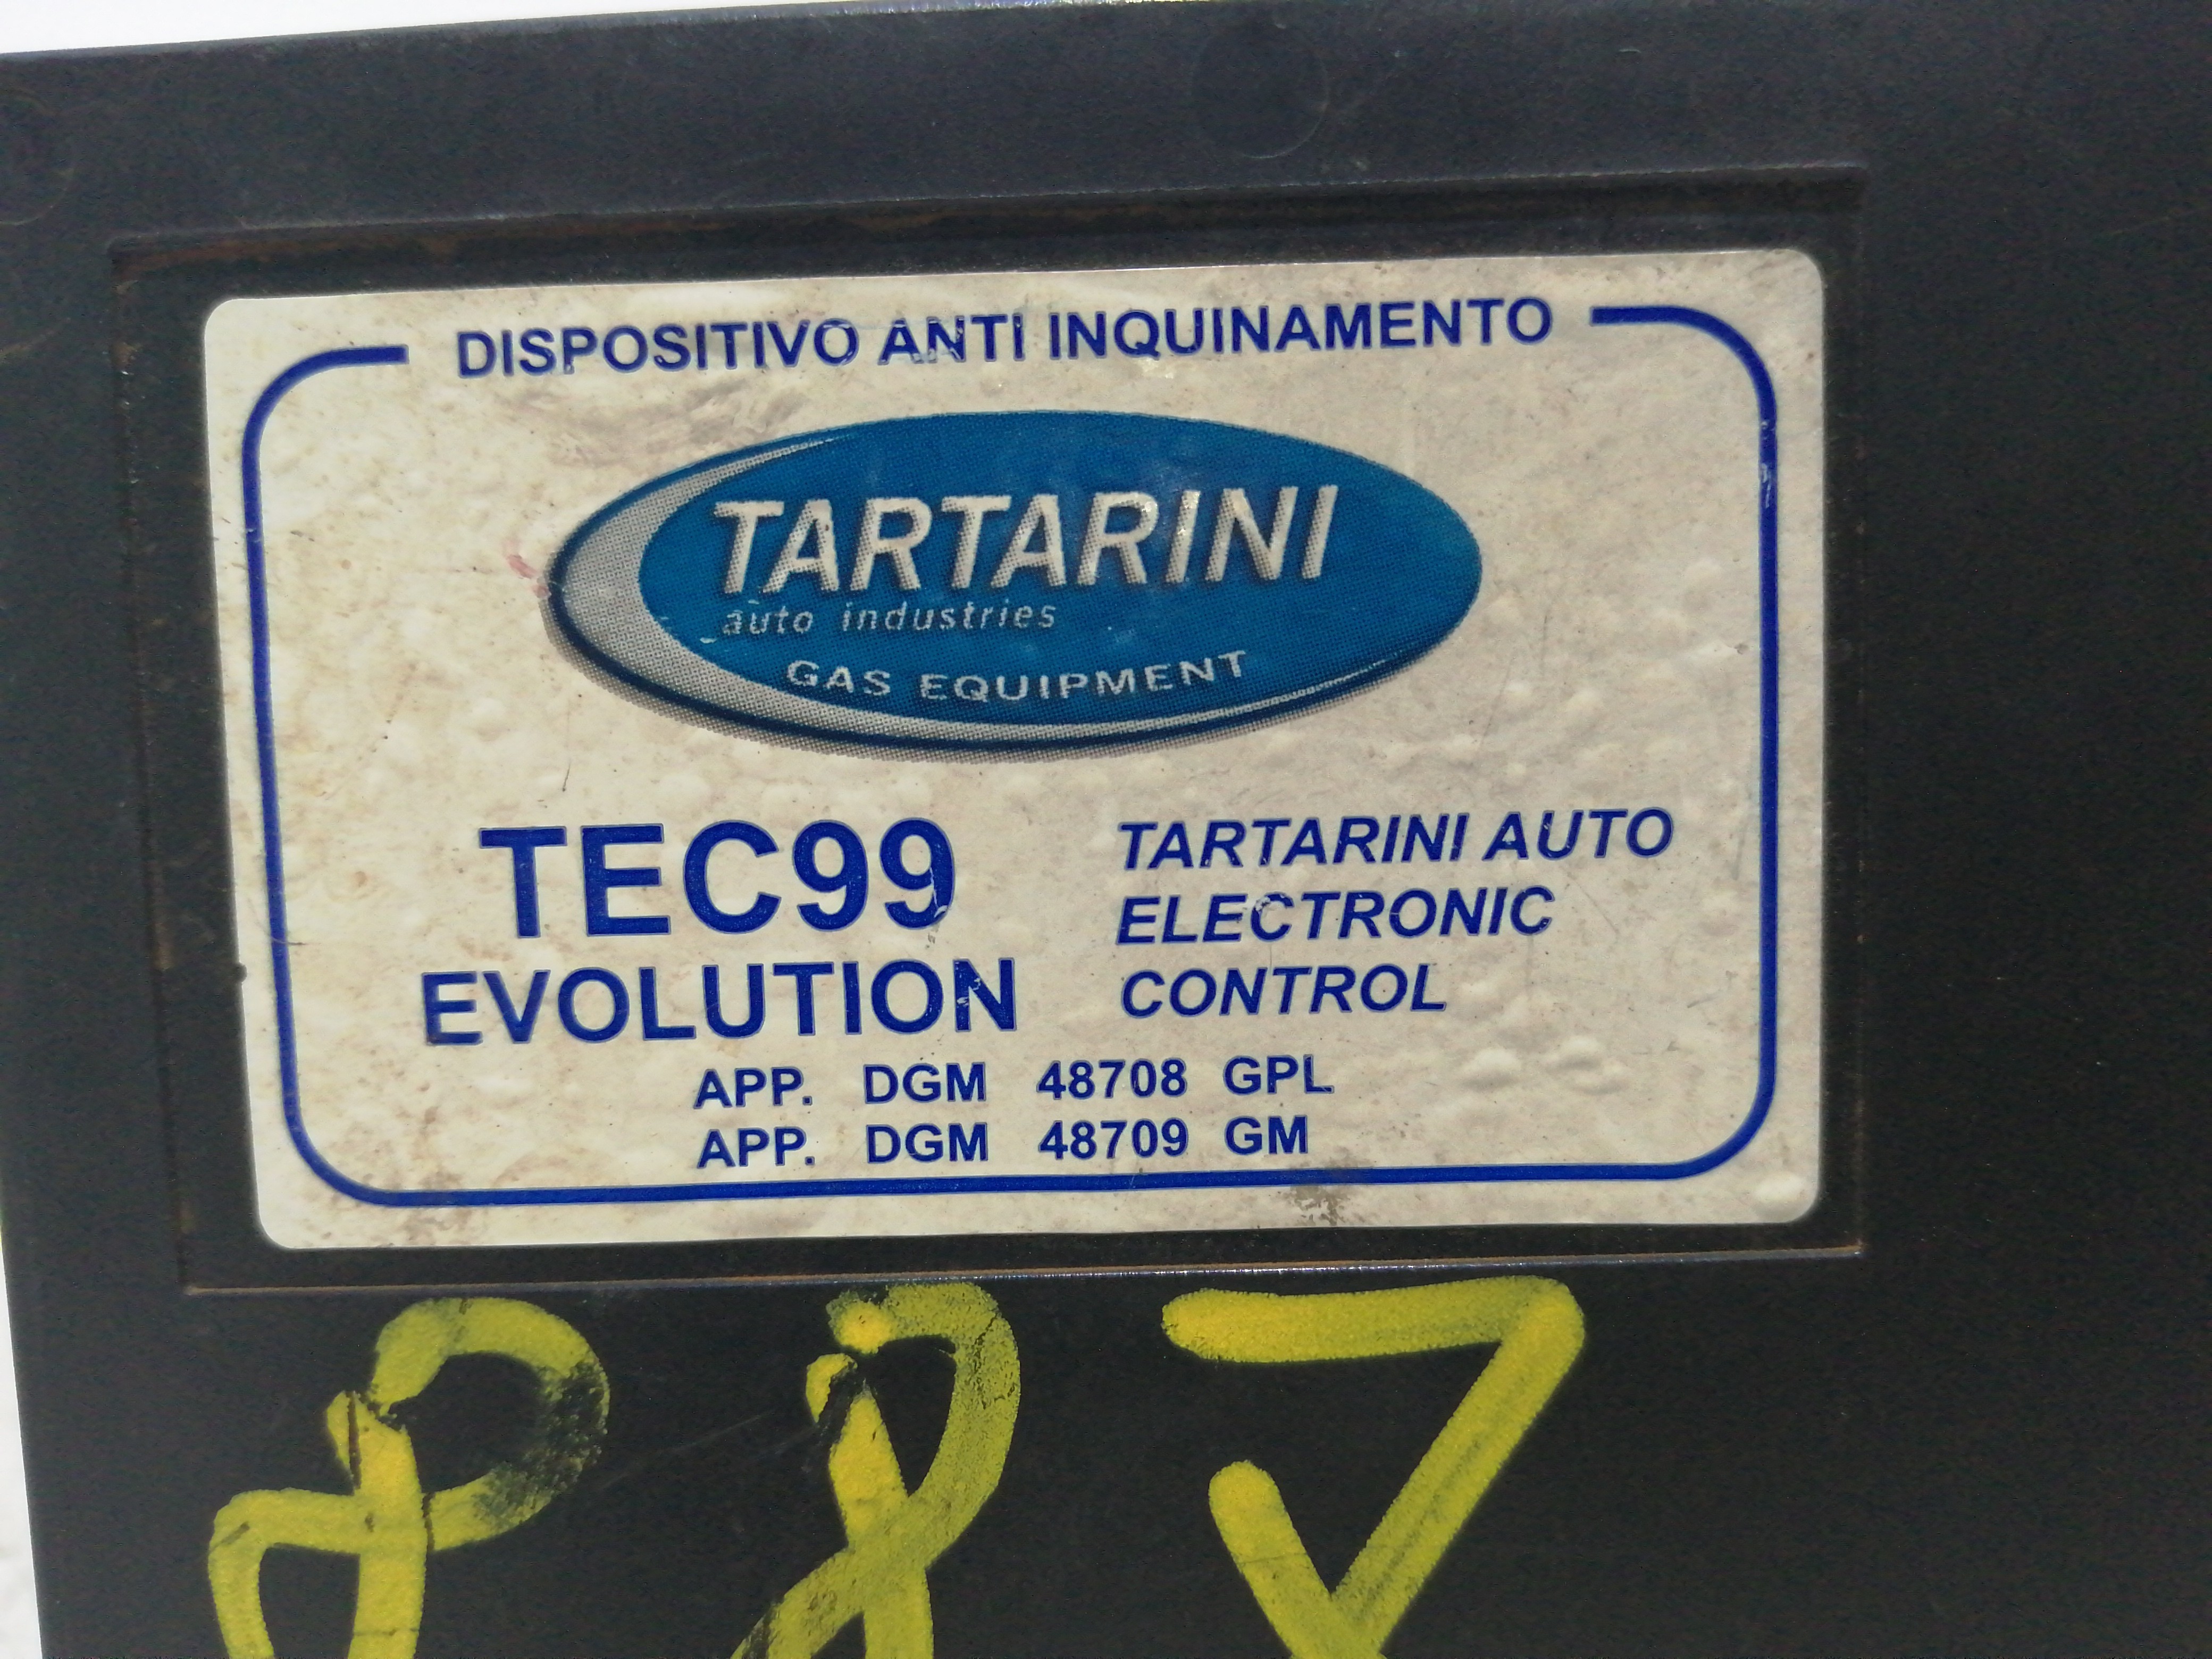 DISPOSITIVO ANTI INQUINAMENTO
TARTARINI
auto industries
GAS EQUIPMENT
TEC99
EVOLUTION
TARTARINI AUTO
ELECTRONIC
CONTROL
APP. DGM 48708 GPL
APP. DGM 48709 GM